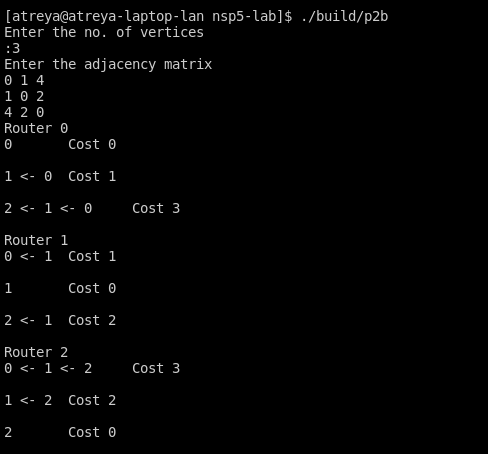 [atreya@atreya-laptop-lan nsp5-lab]$ ./build/p2b
Enter the no. of vertices
:3
Enter the adjacency matrix
0 1 4
1 0 2
4 2 0
Router 0
0       Cost 0
1 <- 0  Cost 1
2 <- 1 <- 0     Cost 3
Router 1
0 <- 1  Cost 1
1       Cost 0
2 <- 1  Cost 2
Router 2
0 <- 1 <- 2     Cost 3
1 <- 2  Cost 2
2       Cost 0